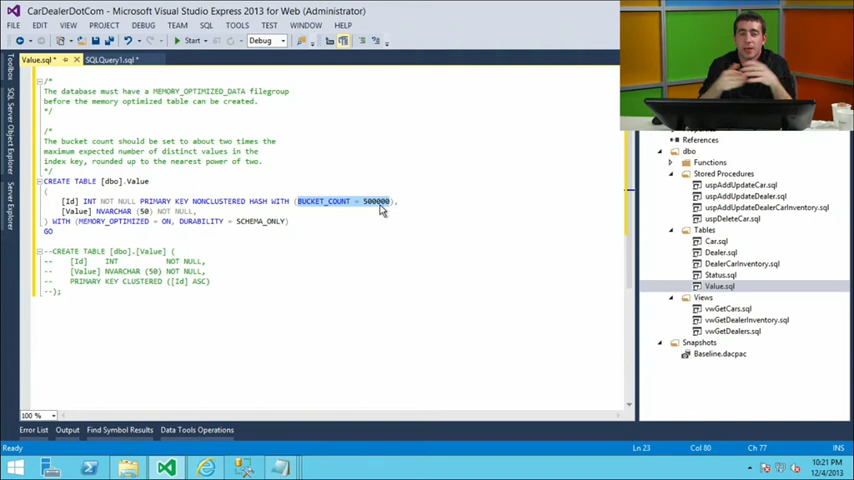 CarDealerDotCom - Microsoft Visual Studio Express 2013 for Web (Administrator)
FILE EDIT VIEW PROJECT DEBUG TEAM SQL TOOLS TEST WINDOW HELP
Start Debug
Value.sql* SQLQuery1.sql *
Toolbox
SQL Server Object Explorer
Server Explorer
/*
The database must have a MEMORY_OPTIMIZED_DATA filegroup
before the memory optimized table can be created.
*/
/*
The bucket count should be set to about two times the
maximum expected number of distinct values in the
index key, rounded up to the nearest power of two.
*/
CREATE TABLE [dbo].Value
(
[Id] INT NOT NULL PRIMARY KEY NONCLUSTERED HASH WITH (BUCKET_COUNT = 500000),
[Value] NVARCHAR (50) NOT NULL,
) WITH (MEMORY_OPTIMIZED = ON, DURABILITY = SCHEMA_ONLY)
GO
--CREATE TABLE [dbo].[Value] (
-- [Id] INT NOT NULL,
-- [Value] NVARCHAR (50) NOT NULL,
-- PRIMARY KEY CLUSTERED ([Id] ASC)
--);
100 %
Properties
References
dbo
Functions
Stored Procedures
uspAddUpdateCar.sql
uspAddUpdateDealer.sql
uspAddUpdateDealerCarInventory.sql
uspDeleteCar.sql
Tables
Car.sql
Dealer.sql
DealerCarInventory.sql
Status.sql
Value.sql
Views
vwGetCars.sql
vwGetDealerInventory.sql
vwGetDealers.sql
Snapshots
Baseline.dacpac
Error List Output Find Symbol Results Data Tools Operations
Ready Ln 23 Col 80 Ch 77 INS
10:21 PM
12/4/2013